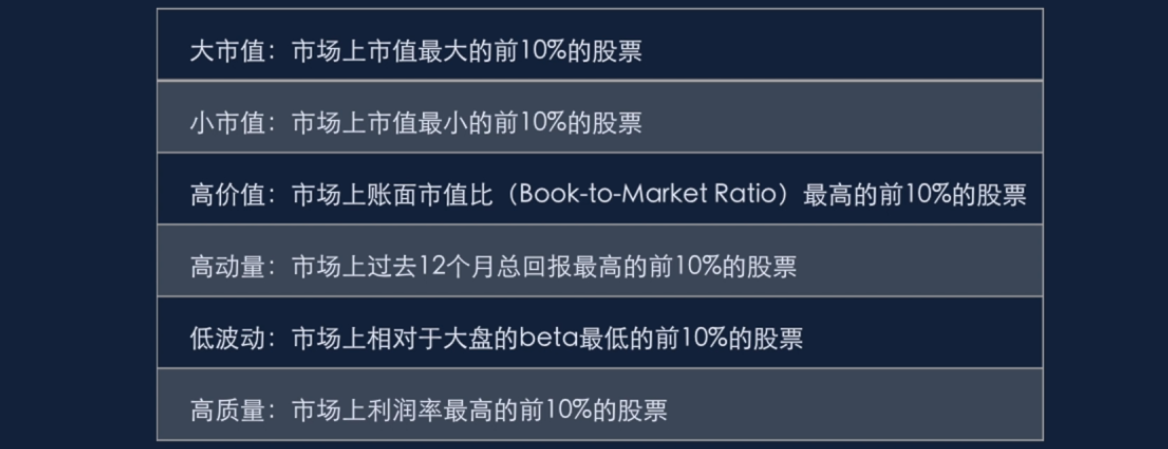 大市值：市场上市值最大的前10%的股票
小市值：市场上市值最小的前10%的股票
高价值：市场上账面市值比（Book-to-Market Ratio）最高的前10%的股票
高动量：市场上过去12个月总回报最高的前10%的股票
低波动：市场上相对于大盘的beta最低的前10%的股票
高质量：市场上利润率最高的前10%的股票